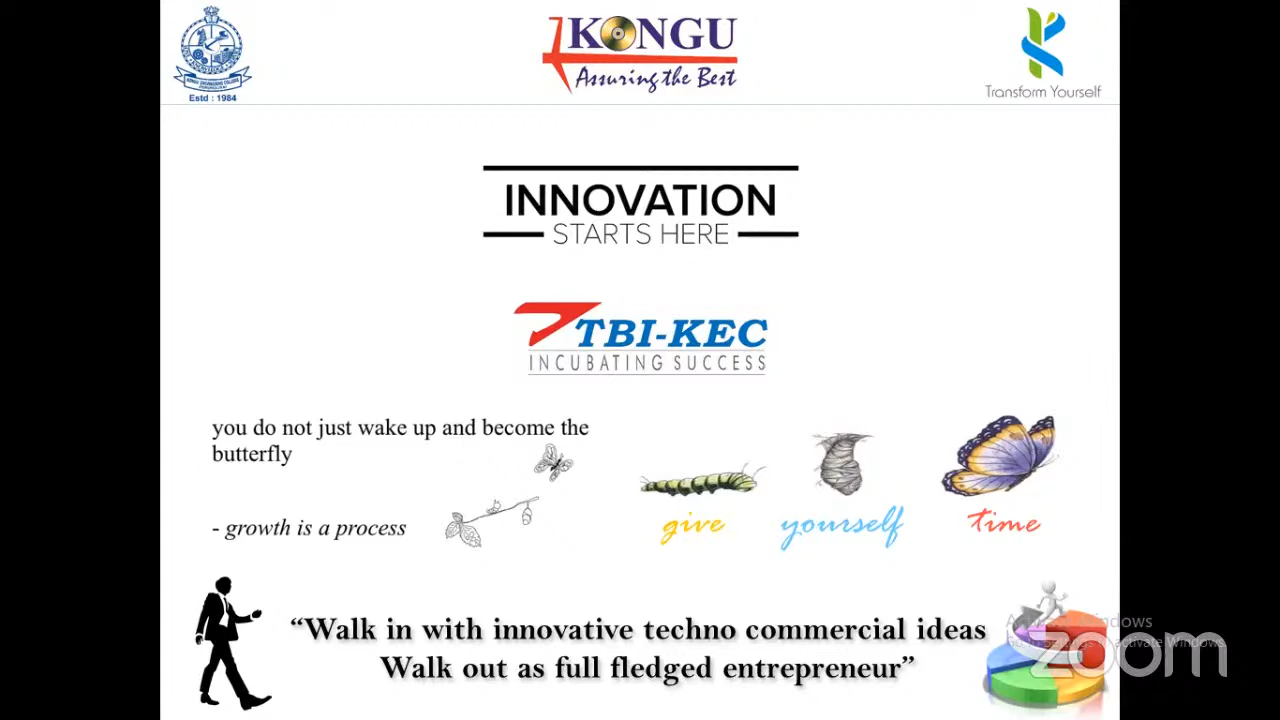 Estd : 1984
KONGU
Assuring the Best
Transform Yourself
INNOVATION
STARTS HERE
TBI-KEC
INCUBATING SUCCESS
you do not just wake up and become the
butterfly
- growth is a process
give yourself time
“Walk in with innovative techno commercial ideas
Walk out as full fledged entrepreneur”
zoom